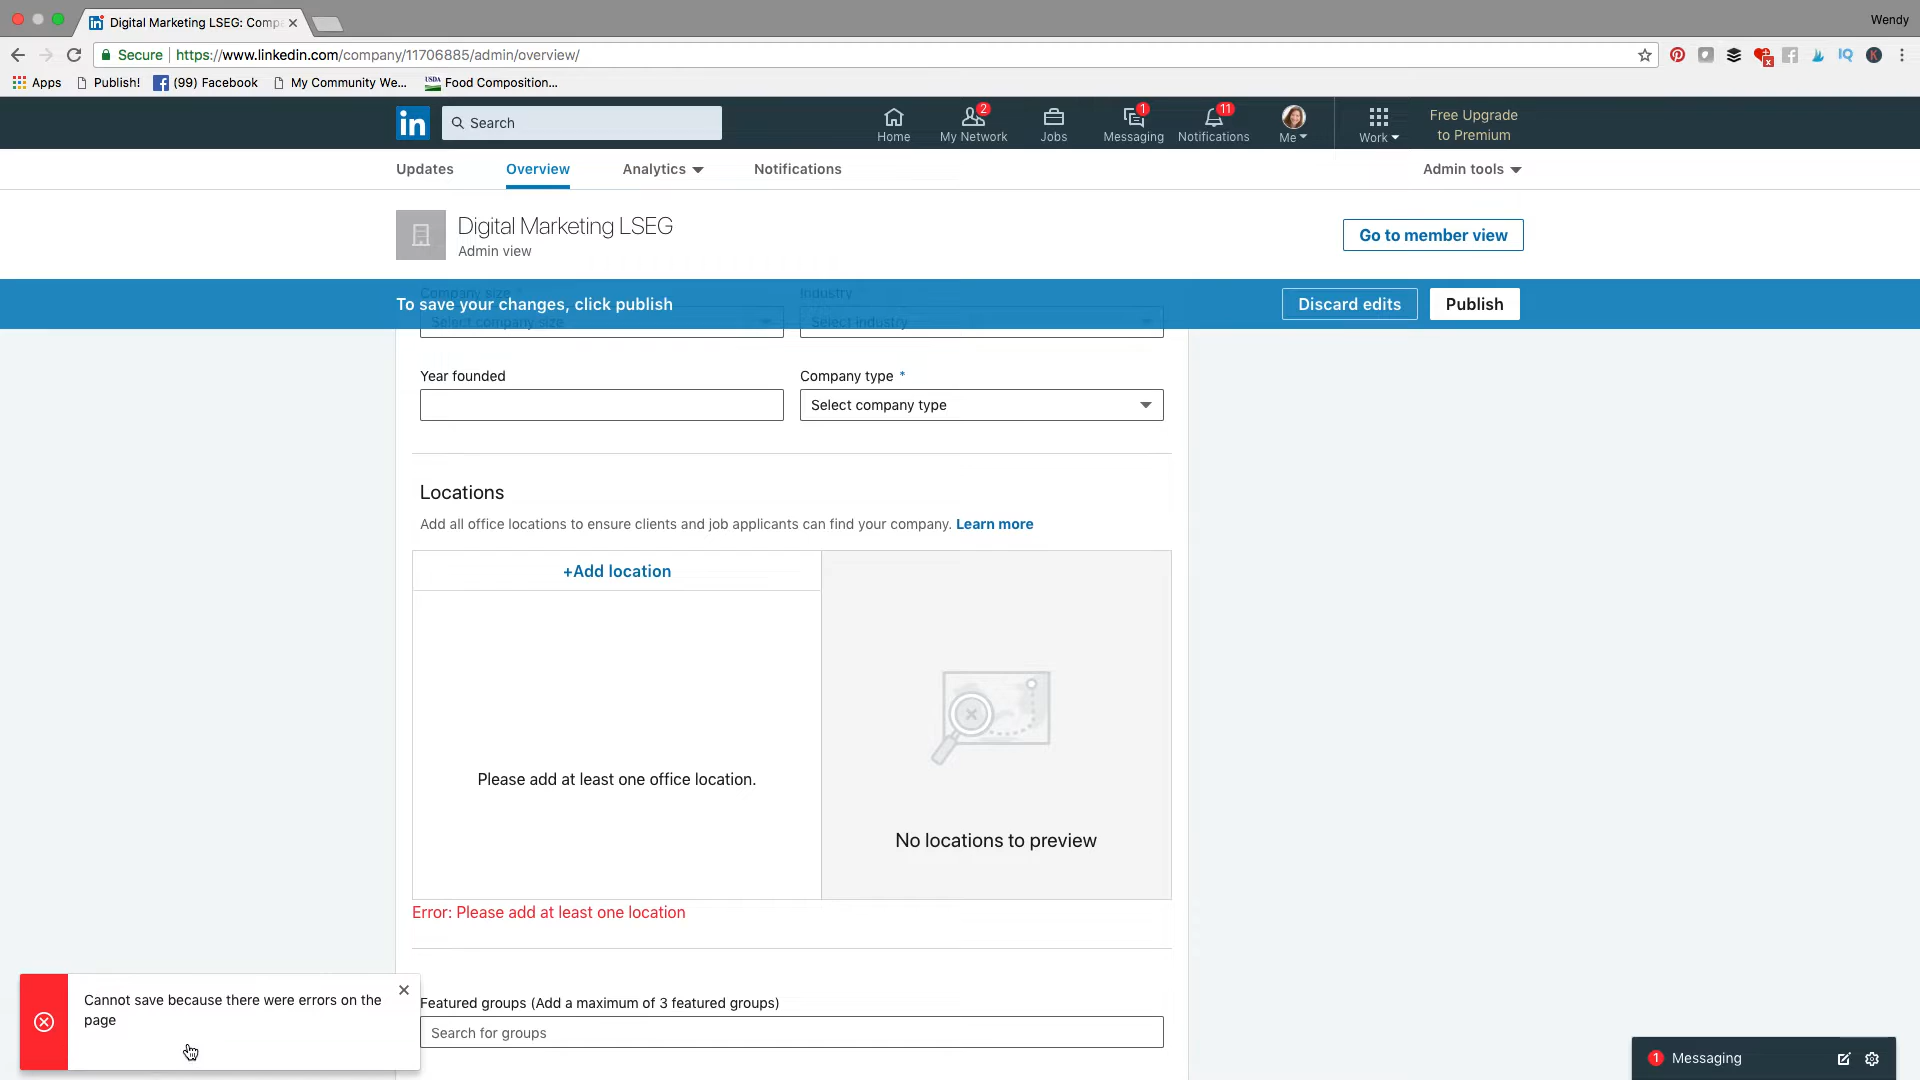 Digital Marketing LSEG: Comp
Wendy
Secure https://www.linkedin.com/company/11706885/admin/overview/
Apps Publish! (99) Facebook My Community We... USDA Food Composition...
in Search
Home
2 My Network
Jobs
1 Messaging
11 Notifications
Me
Work
Free Upgrade
to Premium
Updates Overview Analytics Notifications Admin tools
Digital Marketing LSEG
Admin view
Go to member view
Company size Industry
To save your changes, click publish
Discard edits Publish
Select company size Select industry
Year founded Company type *
Select company type
Locations
Add all office locations to ensure clients and job applicants can find your company. Learn more
+Add location
Please add at least one office location.
No locations to preview
Error: Please add at least one location
Cannot save because there were errors on the
page
Featured groups (Add a maximum of 3 featured groups)
Search for groups
1 Messaging